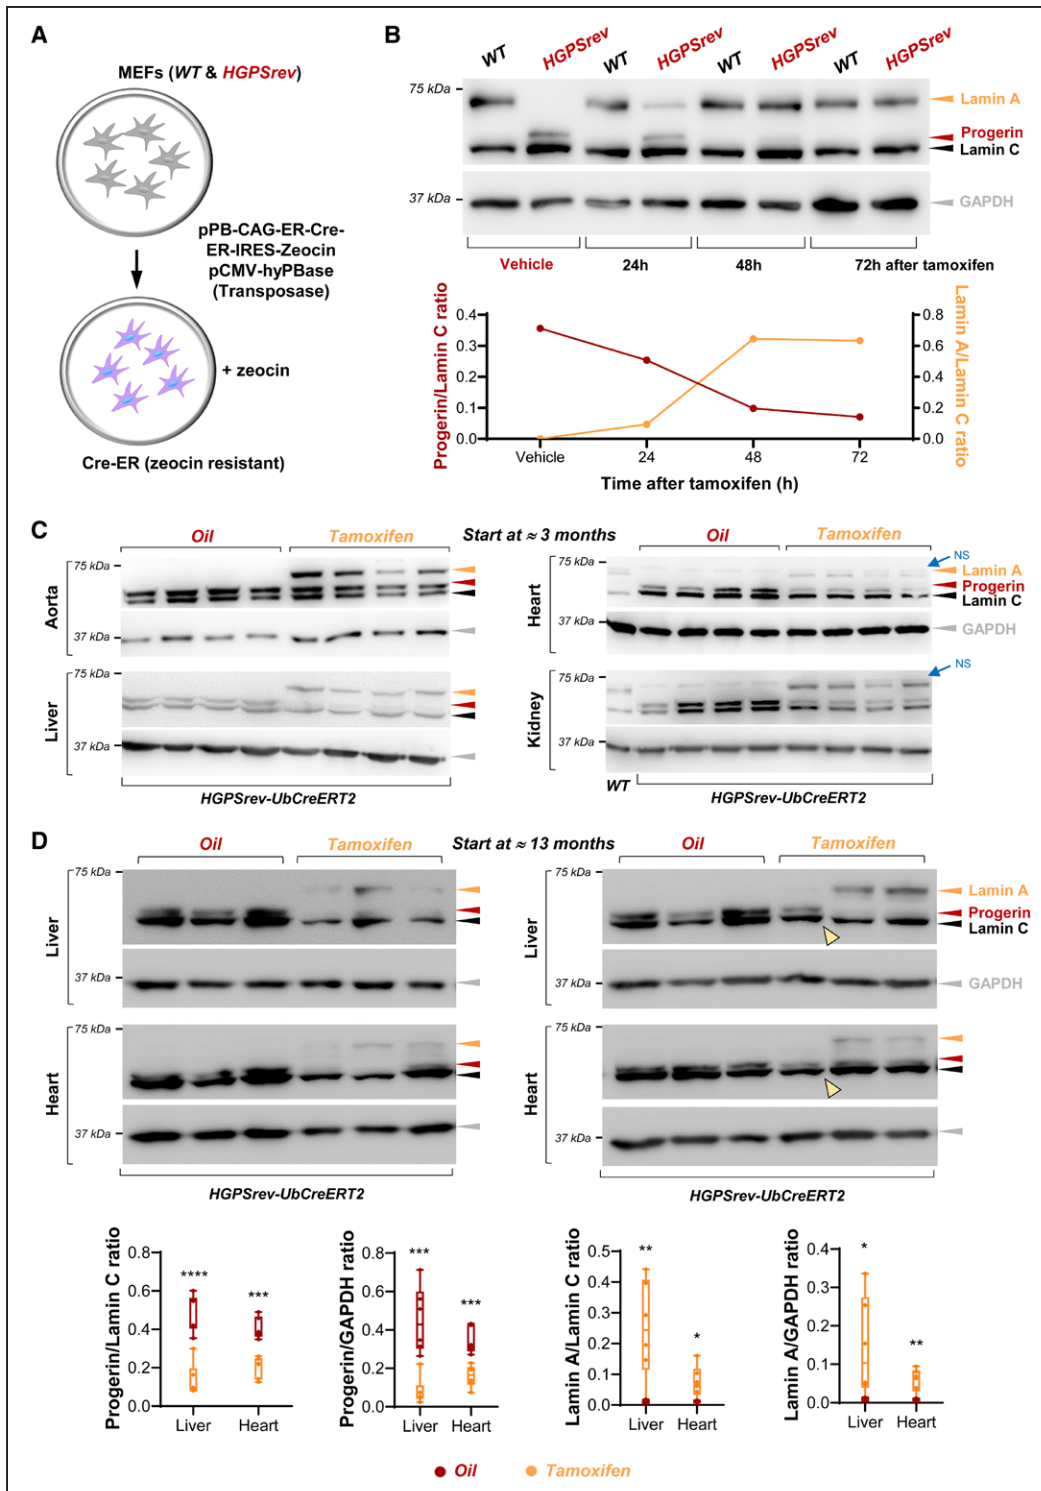 A
MEFs (WT & HGPSrev)
pPB-CAG-ER-Cre-
ER-IRES-Zeocin
pCMV-hyPBase
(Transposase)
+ zeocin
Cre-ER (zeocin resistant)
B
WT HGPSrev WT HGPSrev WT HGPSrev WT HGPSrev
75 kDa
Lamin A
Progerin
Lamin C
37 kDa
GAPDH
Vehicle 24h 48h 72h after tamoxifen
Progerin/Lamin C ratio
Lamin A/Lamin C ratio
0.4 0.8
0.3 0.6
0.2 0.4
0.1 0.2
0.0 0.0
Vehicle 24 48 72
Time after tamoxifen (h)
C
Oil Tamoxifen Start at ≈ 3 months Oil Tamoxifen
Aorta
75 kDa
37 kDa
Liver
75 kDa
37 kDa
HGPSrev-UbCreERT2
Heart
75 kDa
NS
Lamin A
Progerin
Lamin C
37 kDa
GAPDH
Kidney
75 kDa
NS
37 kDa
WT HGPSrev-UbCreERT2
D
Oil Tamoxifen Start at ≈ 13 months Oil Tamoxifen
Liver
75 kDa
37 kDa
Heart
75 kDa
37 kDa
HGPSrev-UbCreERT2
Liver
75 kDa
Lamin A
Progerin
Lamin C
37 kDa
GAPDH
Heart
75 kDa
37 kDa
HGPSrev-UbCreERT2
Progerin/Lamin C ratio
0.8
0.6
0.4
0.2
0.0
**** ***
Liver Heart
Progerin/GAPDH ratio
0.8
0.6
0.4
0.2
0.0
*** ***
Liver Heart
Lamin A/Lamin C ratio
0.5
0.4
0.3
0.2
0.1
0.0
** *
Liver Heart
Lamin A/GAPDH ratio
0.4
0.3
0.2
0.1
0.0
* **
Liver Heart
Oil Tamoxifen